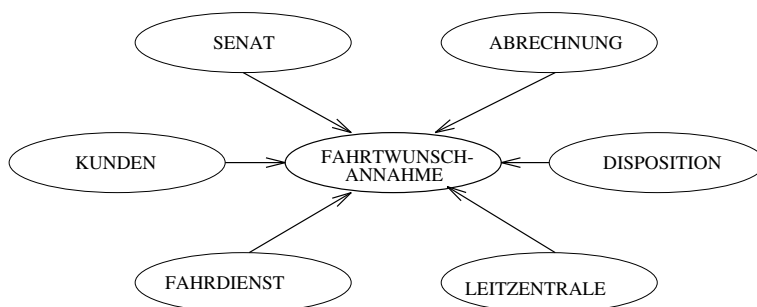 SENAT
ABRECHNUNG
KUNDEN
FAHRTWUNSCH-
ANNAHME
DISPOSITION
FAHRDIENST
LEITZENTRALE